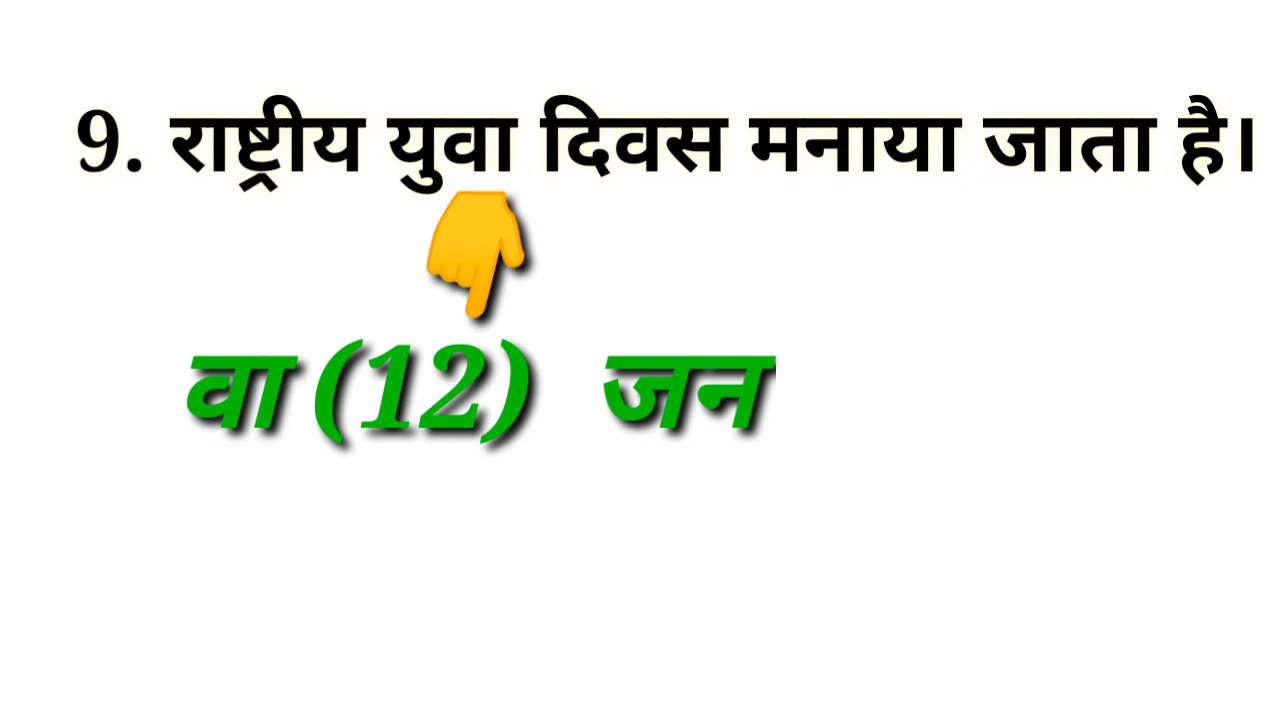 9. राष्ट्रीय युवा दिवस मनाया जाता है।
वा (12) जन